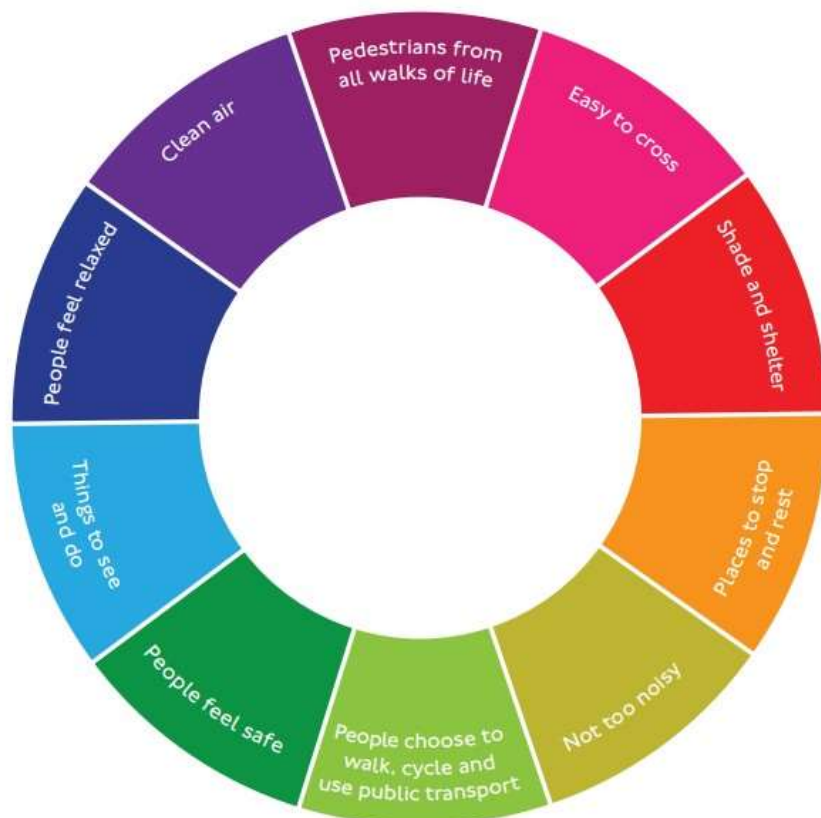 Pedestrians from
all walks of life
Easy to cross
Shade and shelter
Places to stop
and rest
Not too noisy
People choose to
walk, cycle and
use public transport
People feel safe
Things to see
and do
People feel relaxed
Clean air